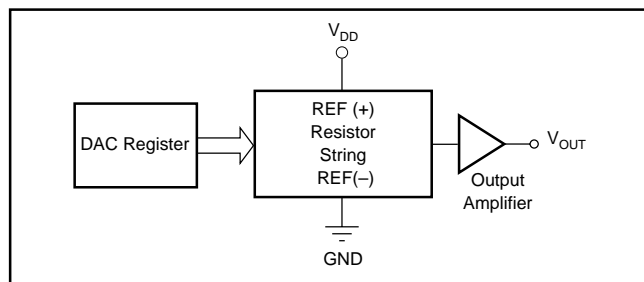 V_DD
DAC Register
REF (+)
Resistor
String
REF(–)
V_OUT
Output
Amplifier
GND